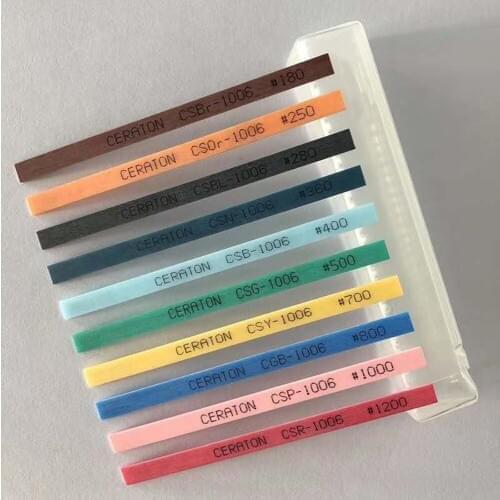 CERATON CSBr-1006 #180
CERATON CSOr-1006 #250
CERATON CSBL-1006 #280
CERATON CSN-1006 #360
CERATON CSB-1006 #400
CERATON CSG-1006 #500
CERATON CSY-1006 #700
CERATON CGB-1006 #800
CERATON CSP-1006 #1000
CERATON CSR-1006 #1200